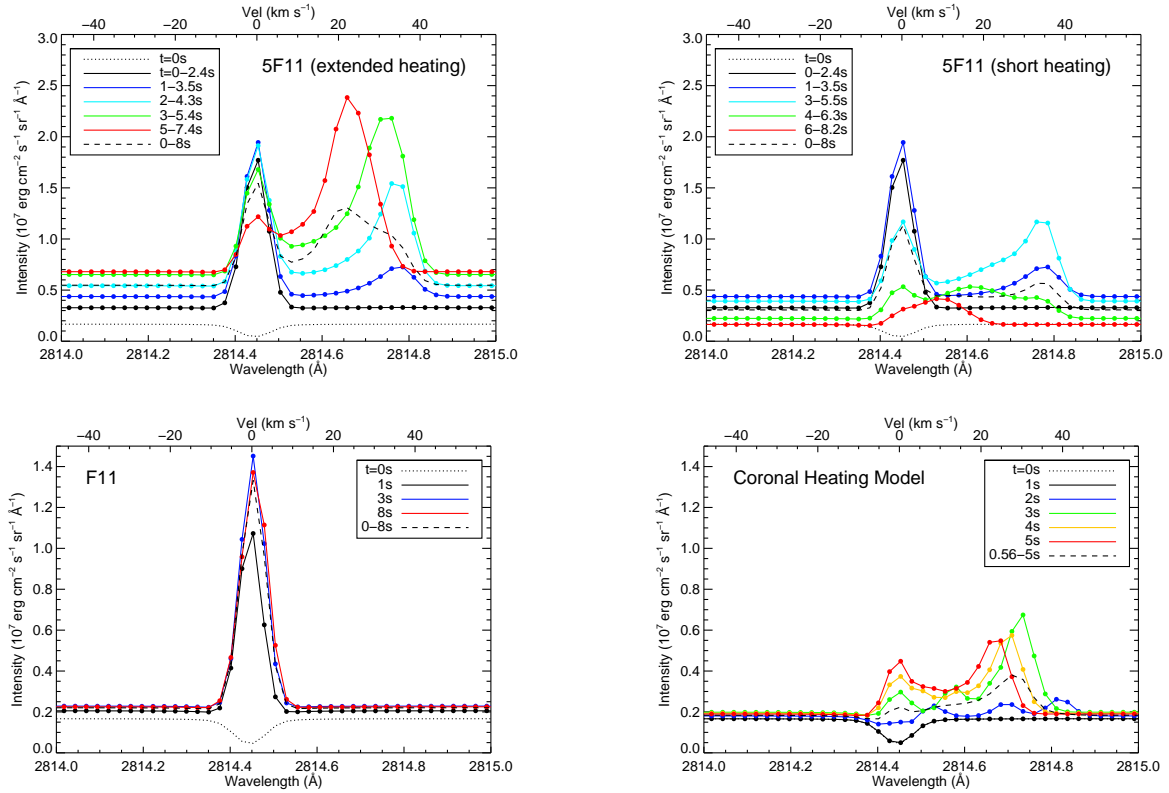 Vel (km s⁻¹)
−40 −20 0 20 40
5F11 (extended heating)
t=0s
t=0−2.4s
1−3.5s
2−4.3s
3−5.4s
5−7.4s
0−8s
3.0
2.5
2.0
1.5
1.0
0.5
0.0
Intensity (10⁷ erg cm⁻² s⁻¹ sr⁻¹ Å⁻¹)
2814.0 2814.2 2814.4 2814.6 2814.8 2815.0
Wavelength (Å)
Vel (km s⁻¹)
−40 −20 0 20 40
5F11 (short heating)
t=0s
0−2.4s
1−3.5s
3−5.5s
4−6.3s
6−8.2s
0−8s
3.0
2.5
2.0
1.5
1.0
0.5
0.0
Intensity (10⁷ erg cm⁻² s⁻¹ sr⁻¹ Å⁻¹)
2814.0 2814.2 2814.4 2814.6 2814.8 2815.0
Wavelength (Å)
Vel (km s⁻¹)
−40 −20 0 20 40
F11
t=0s
1s
3s
8s
0−8s
1.4
1.2
1.0
0.8
0.6
0.4
0.2
0.0
Intensity (10⁷ erg cm⁻² s⁻¹ sr⁻¹ Å⁻¹)
2814.0 2814.2 2814.4 2814.6 2814.8 2815.0
Wavelength (Å)
Vel (km s⁻¹)
−40 −20 0 20 40
Coronal Heating Model
t=0s
1s
2s
3s
4s
5s
0.56−5s
1.4
1.2
1.0
0.8
0.6
0.4
0.2
0.0
Intensity (10⁷ erg cm⁻² s⁻¹ sr⁻¹ Å⁻¹)
2814.0 2814.2 2814.4 2814.6 2814.8 2815.0
Wavelength (Å)